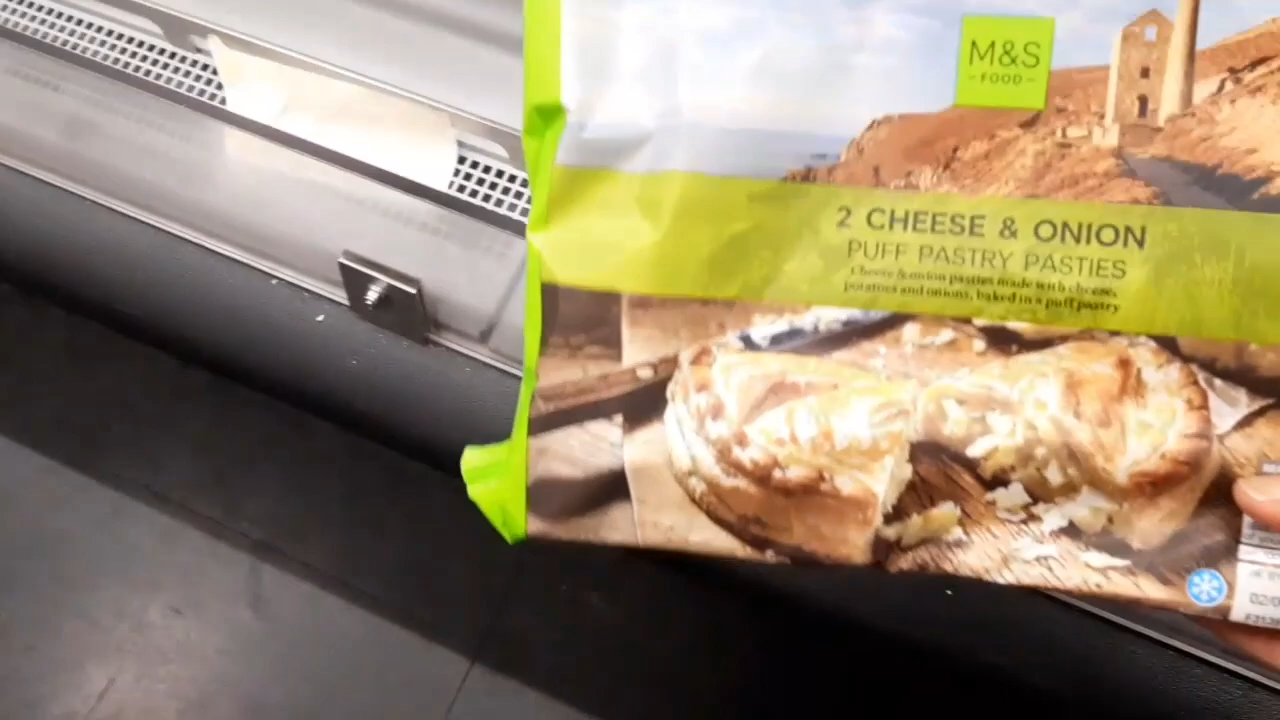 M&S
FOOD
2 CHEESE & ONION
PUFF PASTRY PASTIES
Cheese & onion pasties made with cheese,
potatoes and onions, baked in a puff pastry